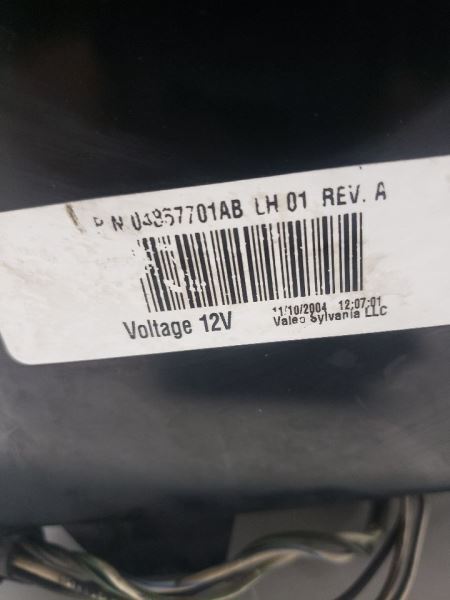 P N 04857701AB LH 01 REV. A
Voltage 12V
11/10/2004 12:07:01
Valeo Sylvania LLC